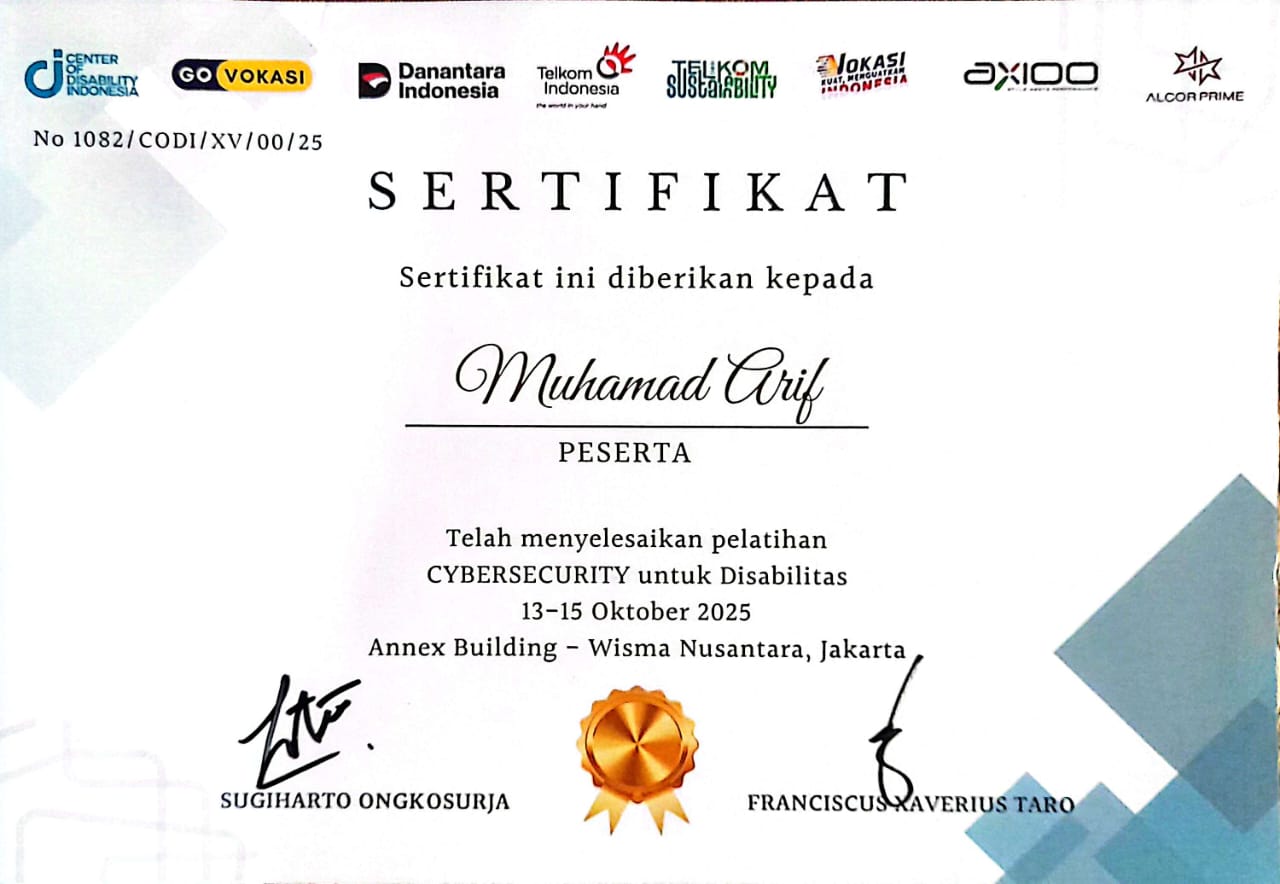 CENTER OF DISABILITY INDONESIA
GO VOKASI
Danantara Indonesia
Telkom Indonesia
the world in your hand
TELKOM SUSTAINABILITY
VOKASI KUAT, MENGUATKAN INDONESIA
AXIOO
ALCOR PRIME
No 1082/CODI/XV/00/25
SERTIFIKAT
Sertifikat ini diberikan kepada
Muhamad Arif
PESERTA
Telah menyelesaikan pelatihan
CYBERSECURITY untuk Disabilitas
13-15 Oktober 2025
Annex Building - Wisma Nusantara, Jakarta
SUGIHARTO ONGKOSURJA
FRANCISCUS XAVERIUS TARO